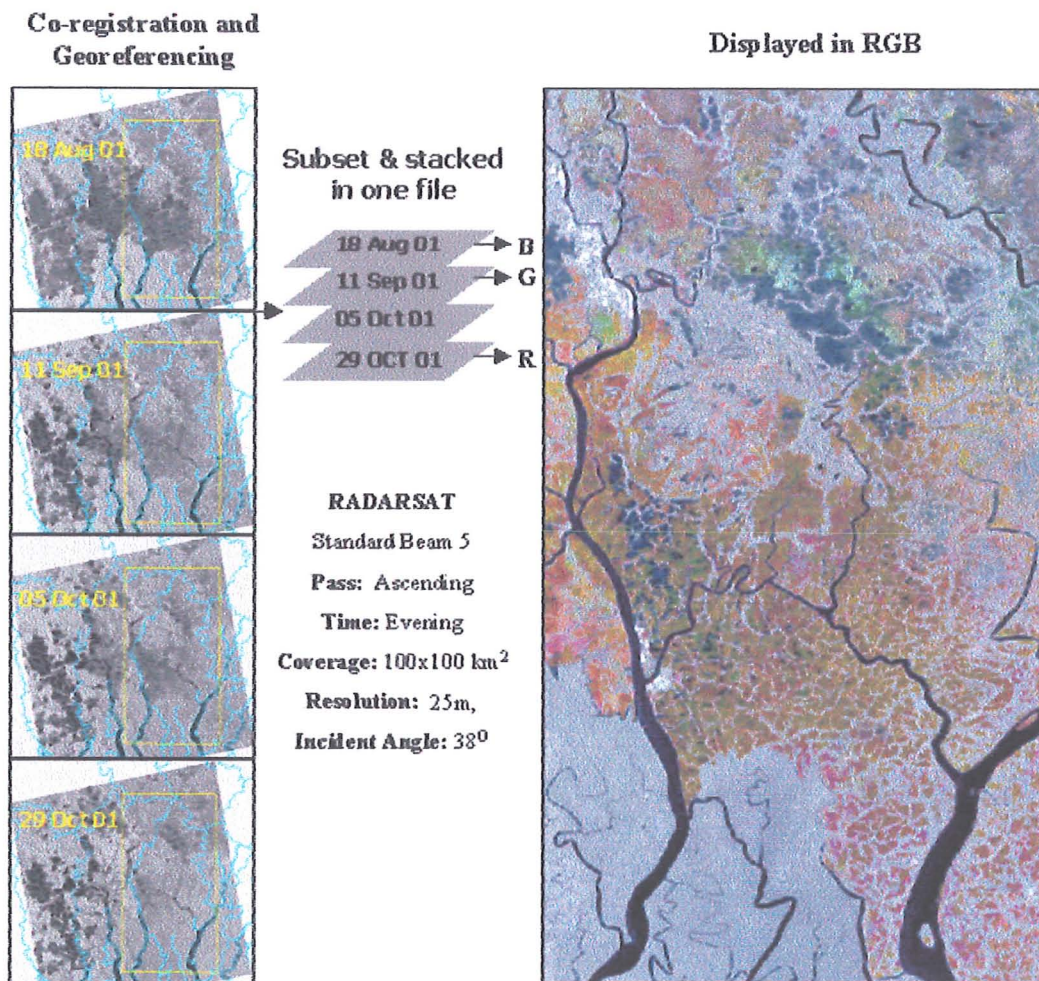 Co-registration and
Georeferencing
Displayed in RGB
18 Aug 01
11 Sep 01
05 Oct 01
29 Oct 01
Subset & stacked
in one file
18 Aug 01 B
11 Sep 01 G
05 Oct 01
29 OCT 01 R
RADARSAT
Standard Beam 5
Pass: Ascending
Time: Evening
Coverage: 100x100 km²
Resolution: 25m,
Incident Angle: 38⁰